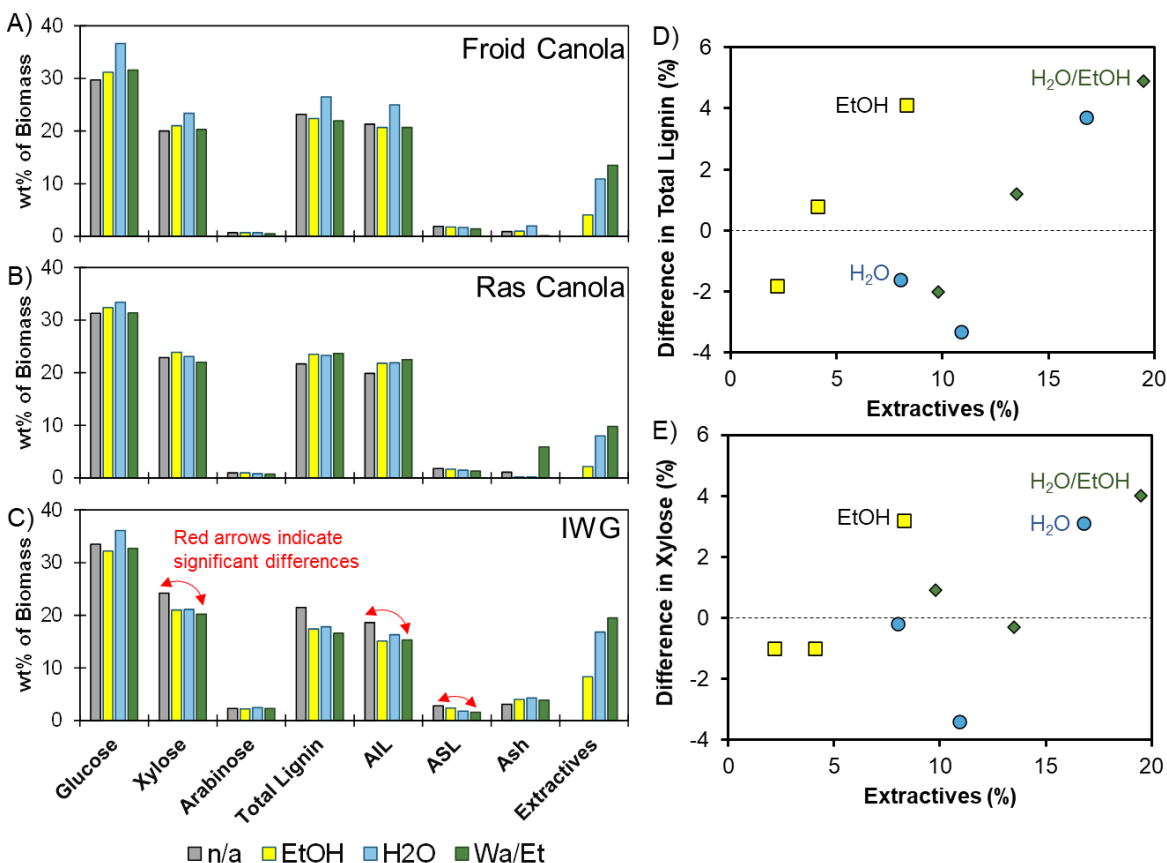 A)
Froid Canola
wt% of Biomass
40
30
20
10
0
B)
Ras Canola
wt% of Biomass
40
30
20
10
0
C)
IWG
Red arrows indicate
significant differences
wt% of Biomass
40
30
20
10
0
Glucose
Xylose
Arabinose
Total Lignin
AIL
ASL
Ash
Extractives
n/a
EtOH
H2O
Wa/Et
D)
Difference in Total Lignin (%)
6
4
2
0
-2
-4
H₂O/EtOH
EtOH
H₂O
0 5 10 15 20
Extractives (%)
E)
Difference in Xylose (%)
6
4
2
0
-2
-4
H₂O/EtOH
H₂O
EtOH
0 5 10 15 20
Extractives (%)